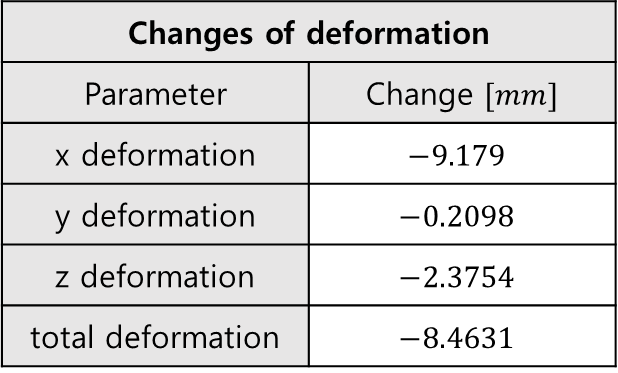 Changes of deformation
Parameter Change [mm]
x deformation −9.179
y deformation −0.2098
z deformation −2.3754
total deformation −8.4631